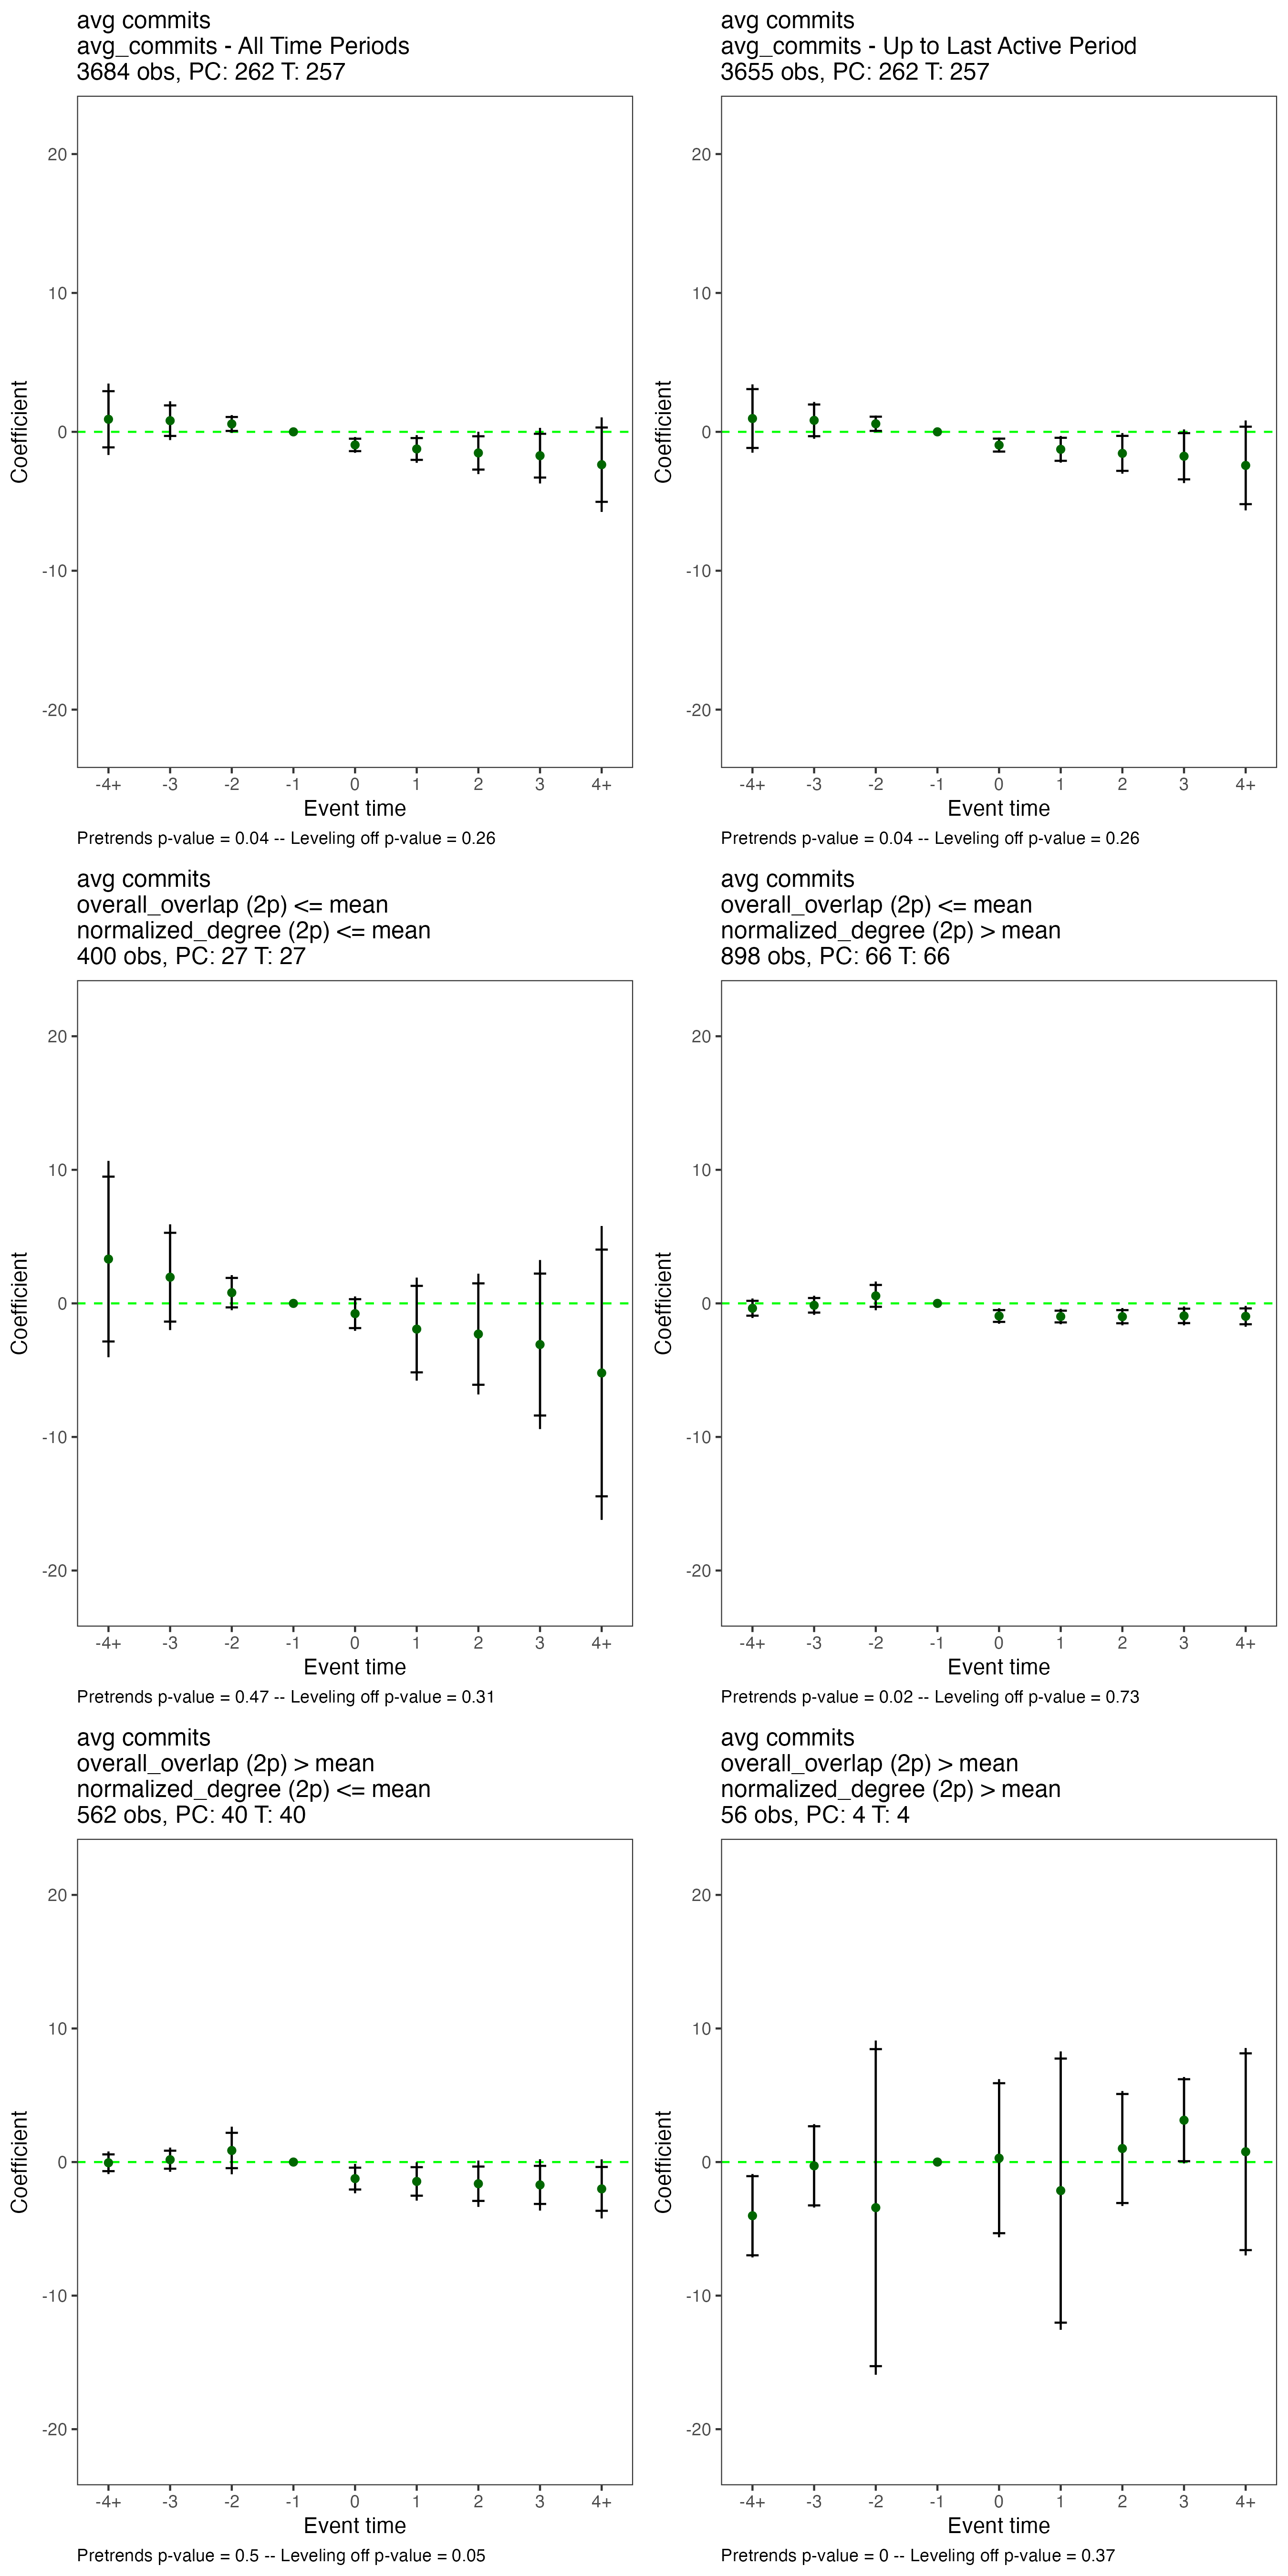 avg commits
avg_commits - All Time Periods
3684 obs, PC: 262 T: 257
20
10
0
-10
-20
Coefficient
-4+ -3 -2 -1 0 1 2 3 4+
Event time
Pretrends p-value = 0.04 -- Leveling off p-value = 0.26
avg commits
avg_commits - Up to Last Active Period
3655 obs, PC: 262 T: 257
20
10
0
-10
-20
Coefficient
-4+ -3 -2 -1 0 1 2 3 4+
Event time
Pretrends p-value = 0.04 -- Leveling off p-value = 0.26
avg commits
overall_overlap (2p) <= mean
normalized_degree (2p) <= mean
400 obs, PC: 27 T: 27
20
10
0
-10
-20
Coefficient
-4+ -3 -2 -1 0 1 2 3 4+
Event time
Pretrends p-value = 0.47 -- Leveling off p-value = 0.31
avg commits
overall_overlap (2p) <= mean
normalized_degree (2p) > mean
898 obs, PC: 66 T: 66
20
10
0
-10
-20
Coefficient
-4+ -3 -2 -1 0 1 2 3 4+
Event time
Pretrends p-value = 0.02 -- Leveling off p-value = 0.73
avg commits
overall_overlap (2p) > mean
normalized_degree (2p) <= mean
562 obs, PC: 40 T: 40
20
10
0
-10
-20
Coefficient
-4+ -3 -2 -1 0 1 2 3 4+
Event time
Pretrends p-value = 0.5 -- Leveling off p-value = 0.05
avg commits
overall_overlap (2p) > mean
normalized_degree (2p) > mean
56 obs, PC: 4 T: 4
20
10
0
-10
-20
Coefficient
-4+ -3 -2 -1 0 1 2 3 4+
Event time
Pretrends p-value = 0 -- Leveling off p-value = 0.37